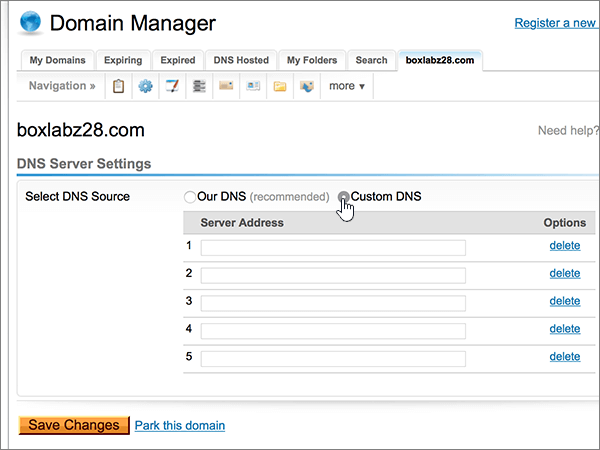 Domain Manager
Register a new
My Domains Expiring Expired DNS Hosted My Folders Search boxlabz28.com
Navigation » more ▾
boxlabz28.com
Need help?
DNS Server Settings
Select DNS Source Our DNS (recommended) Custom DNS
Server Address Options
1 delete
2 delete
3 delete
4 delete
5 delete
Save Changes Park this domain